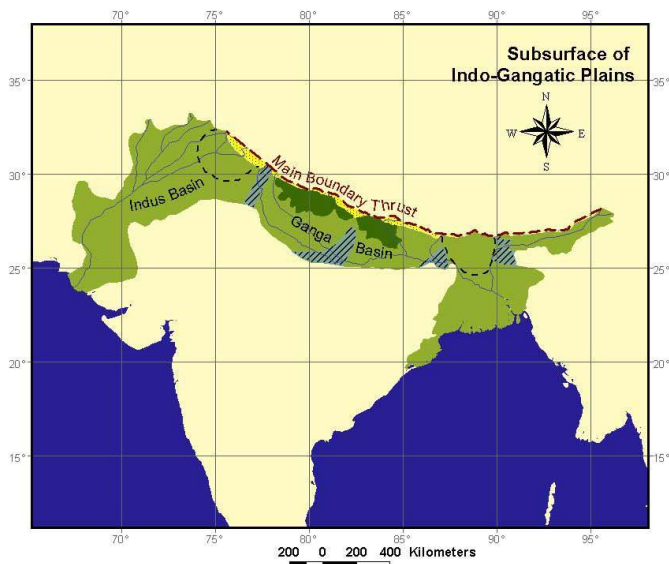 70° 75° 80° 85° 90° 95°
Subsurface of
Indo-Gangatic Plains
N
W E
S
35° 35°
30° 30°
25° 25°
20° 20°
15° 15°
Main Boundary Thrust
Indus Basin
Ganga Basin
70° 75° 80° 85° 90° 95°
200 0 200 400 Kilometers